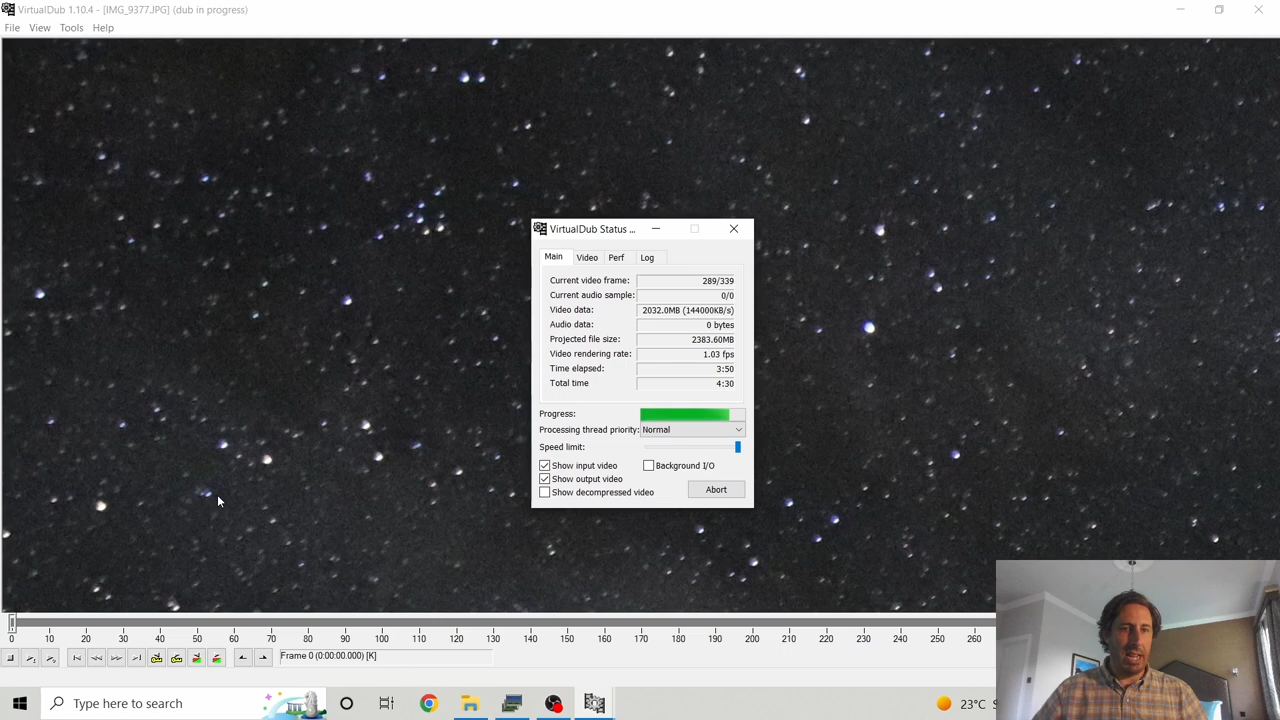 VirtualDub 1.10.4 - [IMG_9377.JPG] (dub in progress)
File View Tools Help
VirtualDub Status ...
Main Video Perf Log
Current video frame: 289/339
Current audio sample: 0/0
Video data: 2032.0MB (144000KB/s)
Audio data: 0 bytes
Projected file size: 2383.60MB
Video rendering rate: 1.03 fps
Time elapsed: 3:50
Total time 4:30
Progress:
Processing thread priority: Normal
Speed limit:
Show input video Background I/O
Show output video
Show decompressed video Abort
0 10 20 30 40 50 60 70 80 90 100 110 120 130 140 150 160 170 180 190 200 210 220 230 240 250 260
Frame 0 (0:00:00.000) [K]
Type here to search 23°C